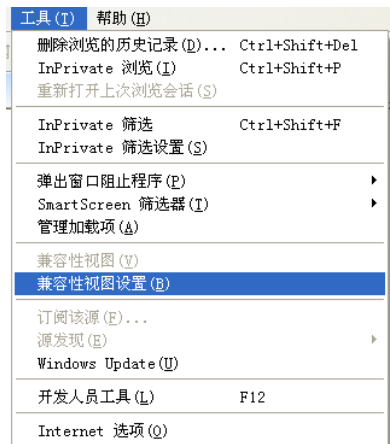 工具(T) 帮助(H)
删除浏览的历史记录(D)... Ctrl+Shift+Del
InPrivate 浏览(I) Ctrl+Shift+P
重新打开上次浏览会话(S)
InPrivate 筛选 Ctrl+Shift+F
InPrivate 筛选设置(S)
弹出窗口阻止程序(P)
SmartScreen 筛选器(T)
管理加载项(A)
兼容性视图(V)
兼容性视图设置(B)
订阅该源(F)...
源发现(E)
Windows Update(U)
开发人员工具(L) F12
Internet 选项(O)